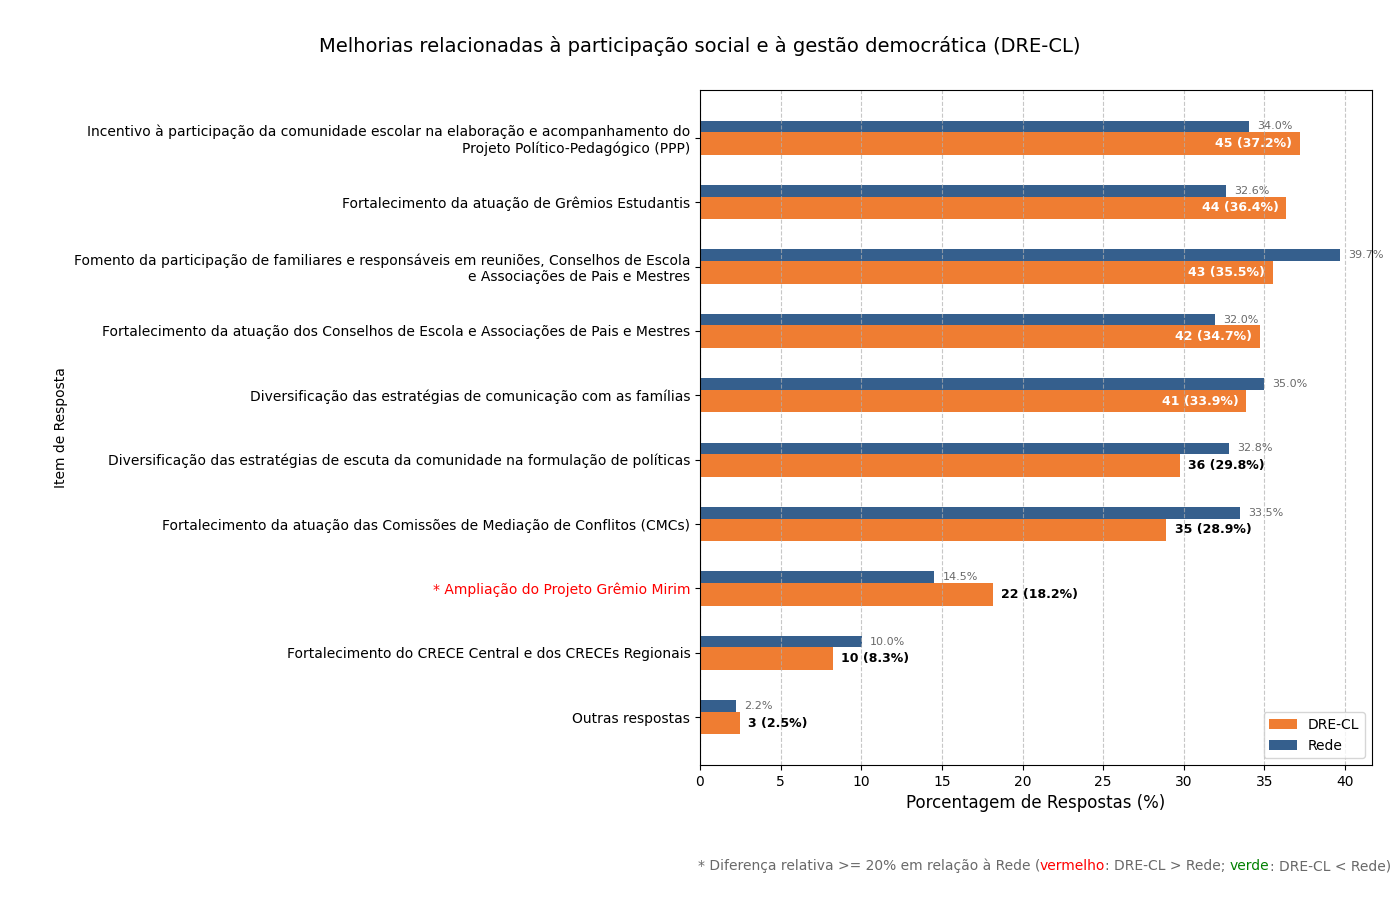 Melhorias relacionadas à participação social e à gestão democrática (DRE-CL)
Incentivo à participação da comunidade escolar na elaboração e acompanhamento do
Projeto Político-Pedagógico (PPP)
34.0%
45 (37.2%)
Fortalecimento da atuação de Grêmios Estudantis
32.6%
44 (36.4%)
Fomento da participação de familiares e responsáveis em reuniões, Conselhos de Escola
e Associações de Pais e Mestres
39.7%
43 (35.5%)
Fortalecimento da atuação dos Conselhos de Escola e Associações de Pais e Mestres
32.0%
42 (34.7%)
Diversificação das estratégias de comunicação com as famílias
35.0%
41 (33.9%)
Diversificação das estratégias de escuta da comunidade na formulação de políticas
32.8%
36 (29.8%)
Fortalecimento da atuação das Comissões de Mediação de Conflitos (CMCs)
33.5%
35 (28.9%)
* Ampliação do Projeto Grêmio Mirim
14.5%
22 (18.2%)
Fortalecimento do CRECE Central e dos CRECEs Regionais
10.0%
10 (8.3%)
Outras respostas
2.2%
3 (2.5%)
Item de Resposta
DRE-CL
Rede
0 5 10 15 20 25 30 35 40
Porcentagem de Respostas (%)
* Diferença relativa >= 20% em relação à Rede (vermelho: DRE-CL > Rede; verde: DRE-CL < Rede)